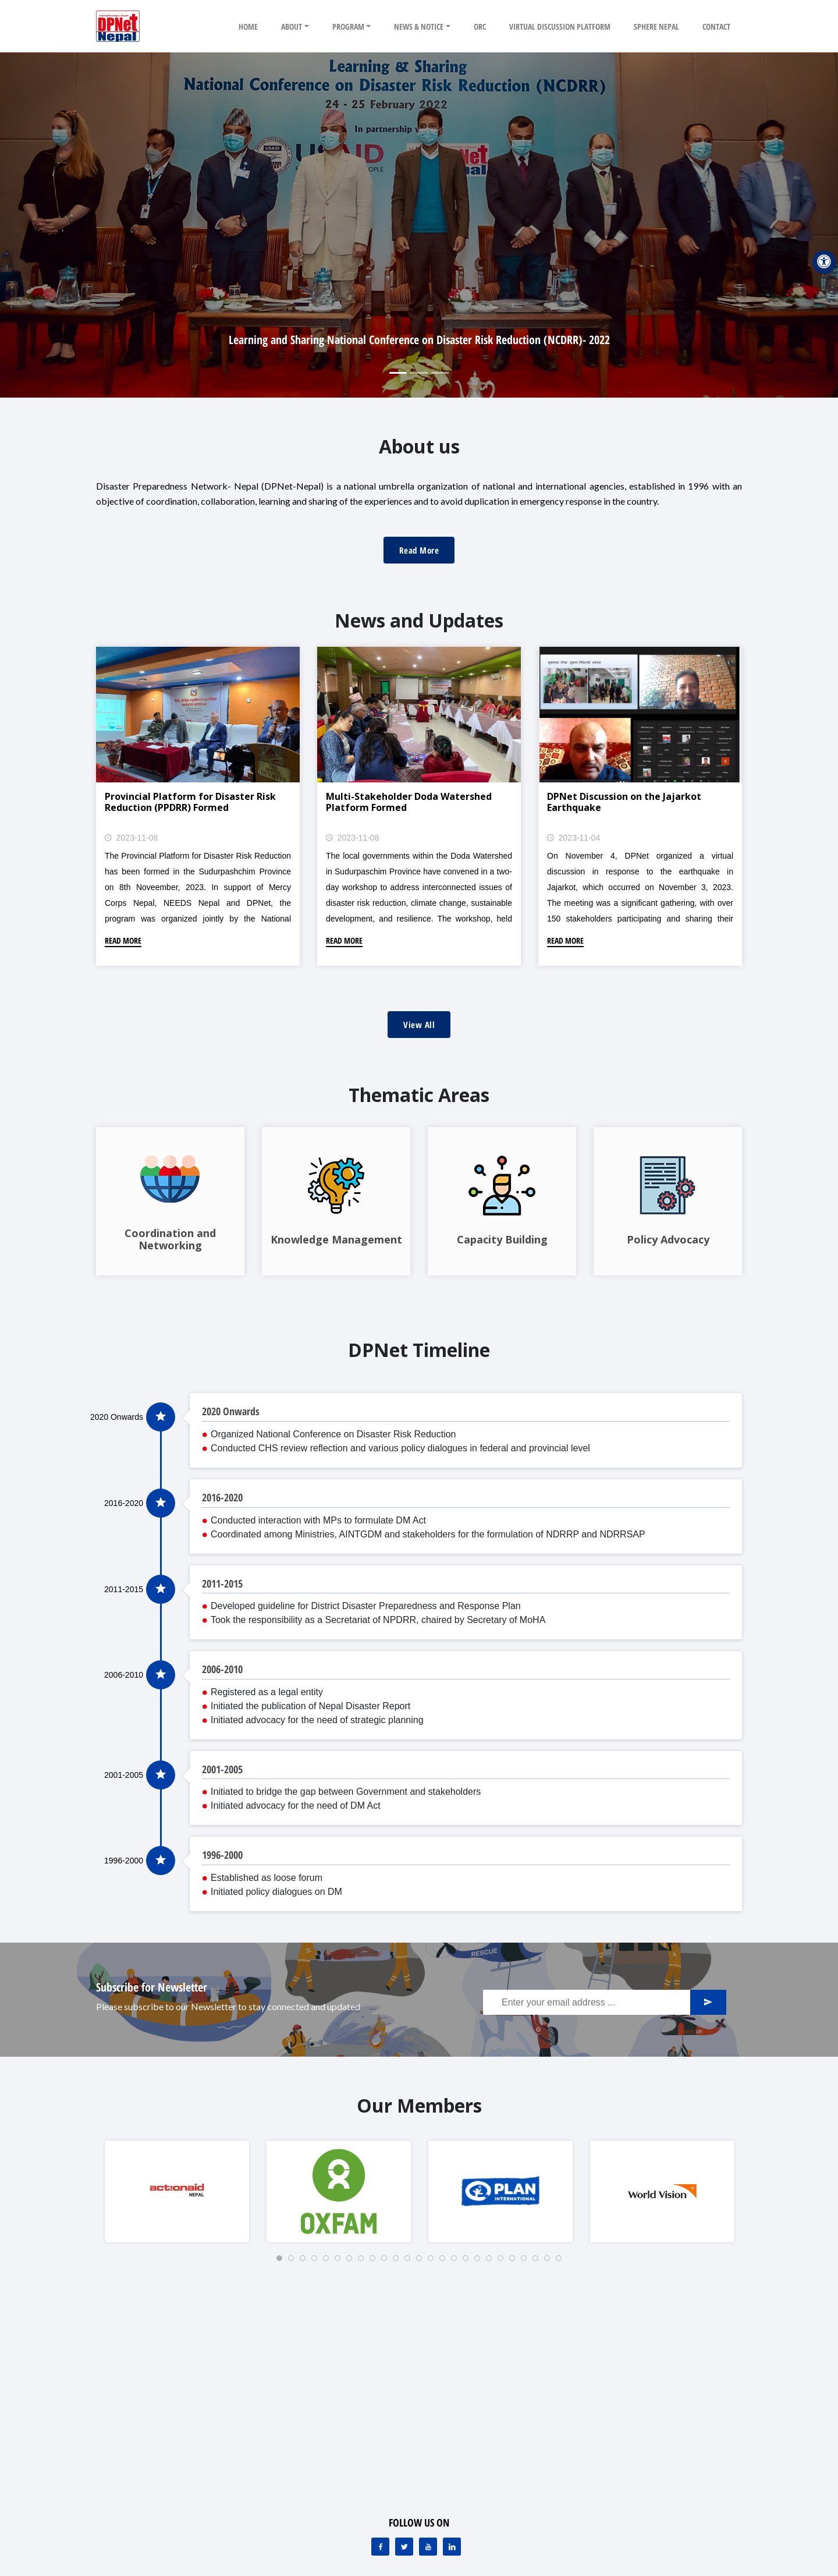 DPNet
Nepal
HOME
ABOUT
PROGRAM
NEWS & NOTICE
ORC
VIRTUAL DISCUSSION PLATFORM
SPHERE NEPAL
CONTACT
Learning & Sharing
National Conference on Disaster Risk Reduction (NCDRR)
24 - 25 February 2022
In partnership
USAID
Nepal
Learning and Sharing National Conference on Disaster Risk Reduction (NCDRR)- 2022
About us
Disaster Preparedness Network- Nepal (DPNet-Nepal) is a national umbrella organization of national and international agencies, established in 1996 with an
objective of coordination, collaboration, learning and sharing of the experiences and to avoid duplication in emergency response in the country.
Read More
News and Updates
Provincial Platform for Disaster Risk
Reduction (PPDRR) Formed
2023-11-08
The Provincial Platform for Disaster Risk Reduction
has been formed in the Sudurpashchim Province
on 8th Noveember, 2023. In support of Mercy
Corps Nepal, NEEDS Nepal and DPNet, the
program was organized jointly by the National
READ MORE
Multi-Stakeholder Doda Watershed
Platform Formed
2023-11-08
The local governments within the Doda Watershed
in Sudurpaschim Province have convened in a two-
day workshop to address interconnected issues of
disaster risk reduction, climate change, sustainable
development, and resilience. The workshop, held
READ MORE
DPNet Discussion on the Jajarkot
Earthquake
2023-11-04
On November 4, DPNet organized a virtual
discussion in response to the earthquake in
Jajarkot, which occurred on November 3, 2023.
The meeting was a significant gathering, with over
150 stakeholders participating and sharing their
READ MORE
View All
Thematic Areas
Coordination and
Networking
Knowledge Management
Capacity Building
Policy Advocacy
DPNet Timeline
2020 Onwards
2020 Onwards
Organized National Conference on Disaster Risk Reduction
Conducted CHS review reflection and various policy dialogues in federal and provincial level
2016-2020
2016-2020
Conducted interaction with MPs to formulate DM Act
Coordinated among Ministries, AINTGDM and stakeholders for the formulation of NDRRP and NDRRSAP
2011-2015
2011-2015
Developed guideline for District Disaster Preparedness and Response Plan
Took the responsibility as a Secretariat of NPDRR, chaired by Secretary of MoHA
2006-2010
2006-2010
Registered as a legal entity
Initiated the publication of Nepal Disaster Report
Initiated advocacy for the need of strategic planning
2001-2005
2001-2005
Initiated to bridge the gap between Government and stakeholders
Initiated advocacy for the need of DM Act
1996-2000
1996-2000
Established as loose forum
Initiated policy dialogues on DM
RESCUE
Subscribe for Newsletter
Please subscribe to our Newsletter to stay connected and updated
Enter your email address ...
Our Members
act:onaid
NEPAL
OXFAM
PLAN
INTERNATIONAL
World Vision
FOLLOW US ON